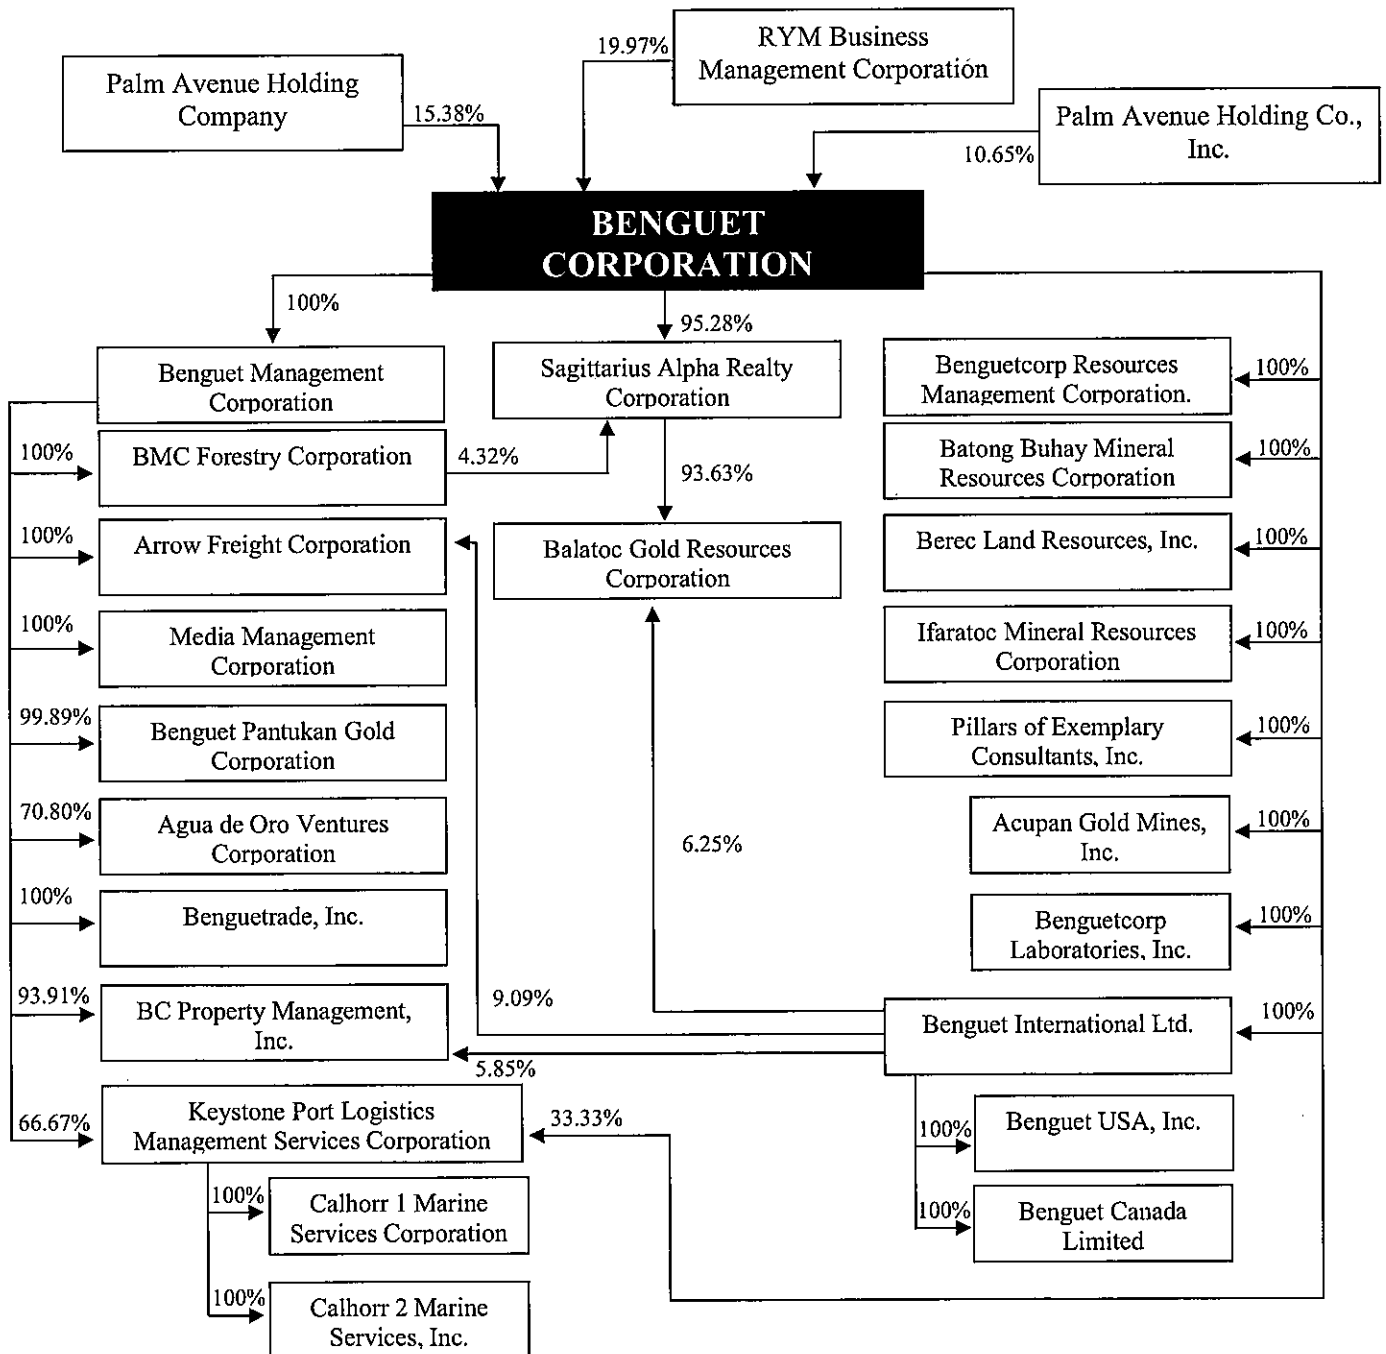 RYM Business
Management Corporation
19.97%
Palm Avenue Holding
Company
15.38%
Palm Avenue Holding Co.,
Inc.
10.65%
BENGUET
CORPORATION
100%
95.28%
Benguet Management
Corporation
Sagittarius Alpha Realty
Corporation
Benguetcorp Resources
Management Corporation.
100%
100%
BMC Forestry Corporation
4.32%
93.63%
Batong Buhay Mineral
Resources Corporation
100%
100%
Arrow Freight Corporation
Balatoc Gold Resources
Corporation
Berec Land Resources, Inc.
100%
100%
Media Management
Corporation
Ifaratoc Mineral Resources
Corporation
100%
99.89%
Benguet Pantukan Gold
Corporation
Pillars of Exemplary
Consultants, Inc.
100%
70.80%
Agua de Oro Ventures
Corporation
6.25%
Acupan Gold Mines,
Inc.
100%
100%
Benguetrade, Inc.
Benguetcorp
Laboratories, Inc.
100%
93.91%
BC Property Management,
Inc.
9.09%
5.85%
Benguet International Ltd.
100%
66.67%
Keystone Port Logistics
Management Services Corporation
33.33%
100%
Benguet USA, Inc.
100%
Calhorr 1 Marine
Services Corporation
100%
Benguet Canada
Limited
100%
Calhorr 2 Marine
Services, Inc.